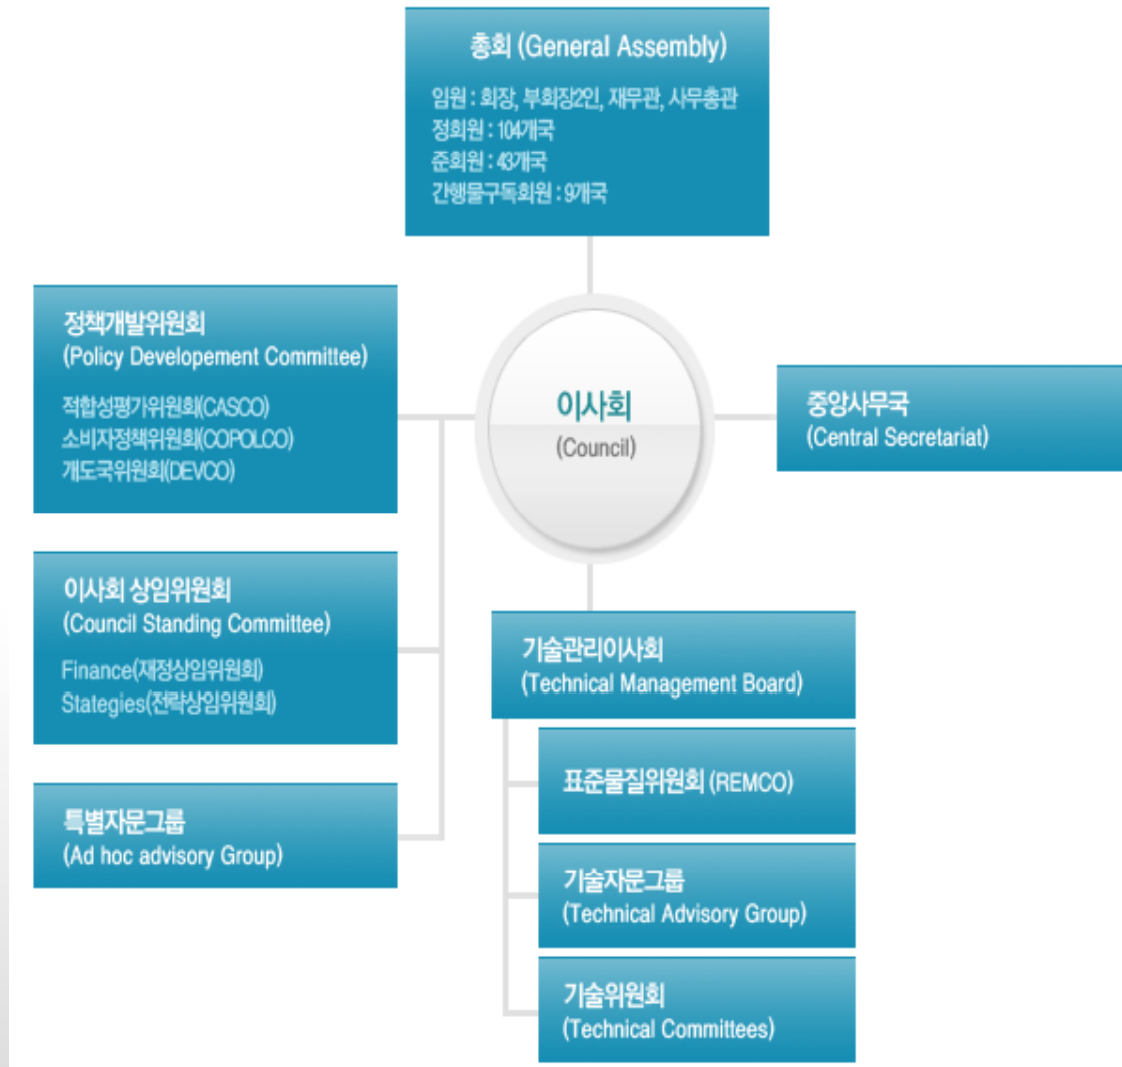 총회 (General Assembly)
임원 : 회장, 부회장2인, 재무관, 사무총관
정회원 : 104개국
준회원 : 43개국
간행물구독회원 : 9개국
정책개발위원회
(Policy Developement Committee)
적합성평가위원회(CASCO)
소비자정책위원회(COPOLCO)
개도국위원회(DEVCO)
이사회
(Council)
중앙사무국
(Central Secretariat)
이사회 상임위원회
(Council Standing Committee)
Finance(재정상임위원회)
Stategies(전략상임위원회)
기술관리이사회
(Technical Management Board)
표준물질위원회 (REMCO)
특별자문그룹
(Ad hoc advisory Group)
기술자문그룹
(Technical Advisory Group)
기술위원회
(Technical Committees)